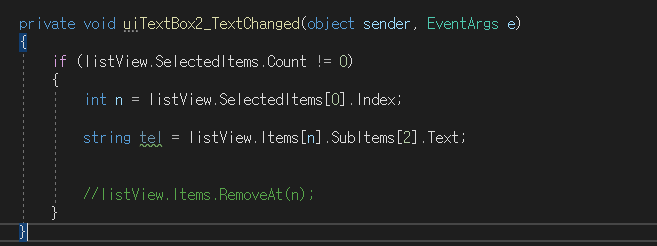 private void uiTextBox2_TextChanged(object sender, EventArgs e)
{
if (listView.SelectedItems.Count != 0)
{
int n = listView.SelectedItems[0].Index;
string tel = listView.Items[n].SubItems[2].Text;
//listView.Items.RemoveAt(n);
}
}